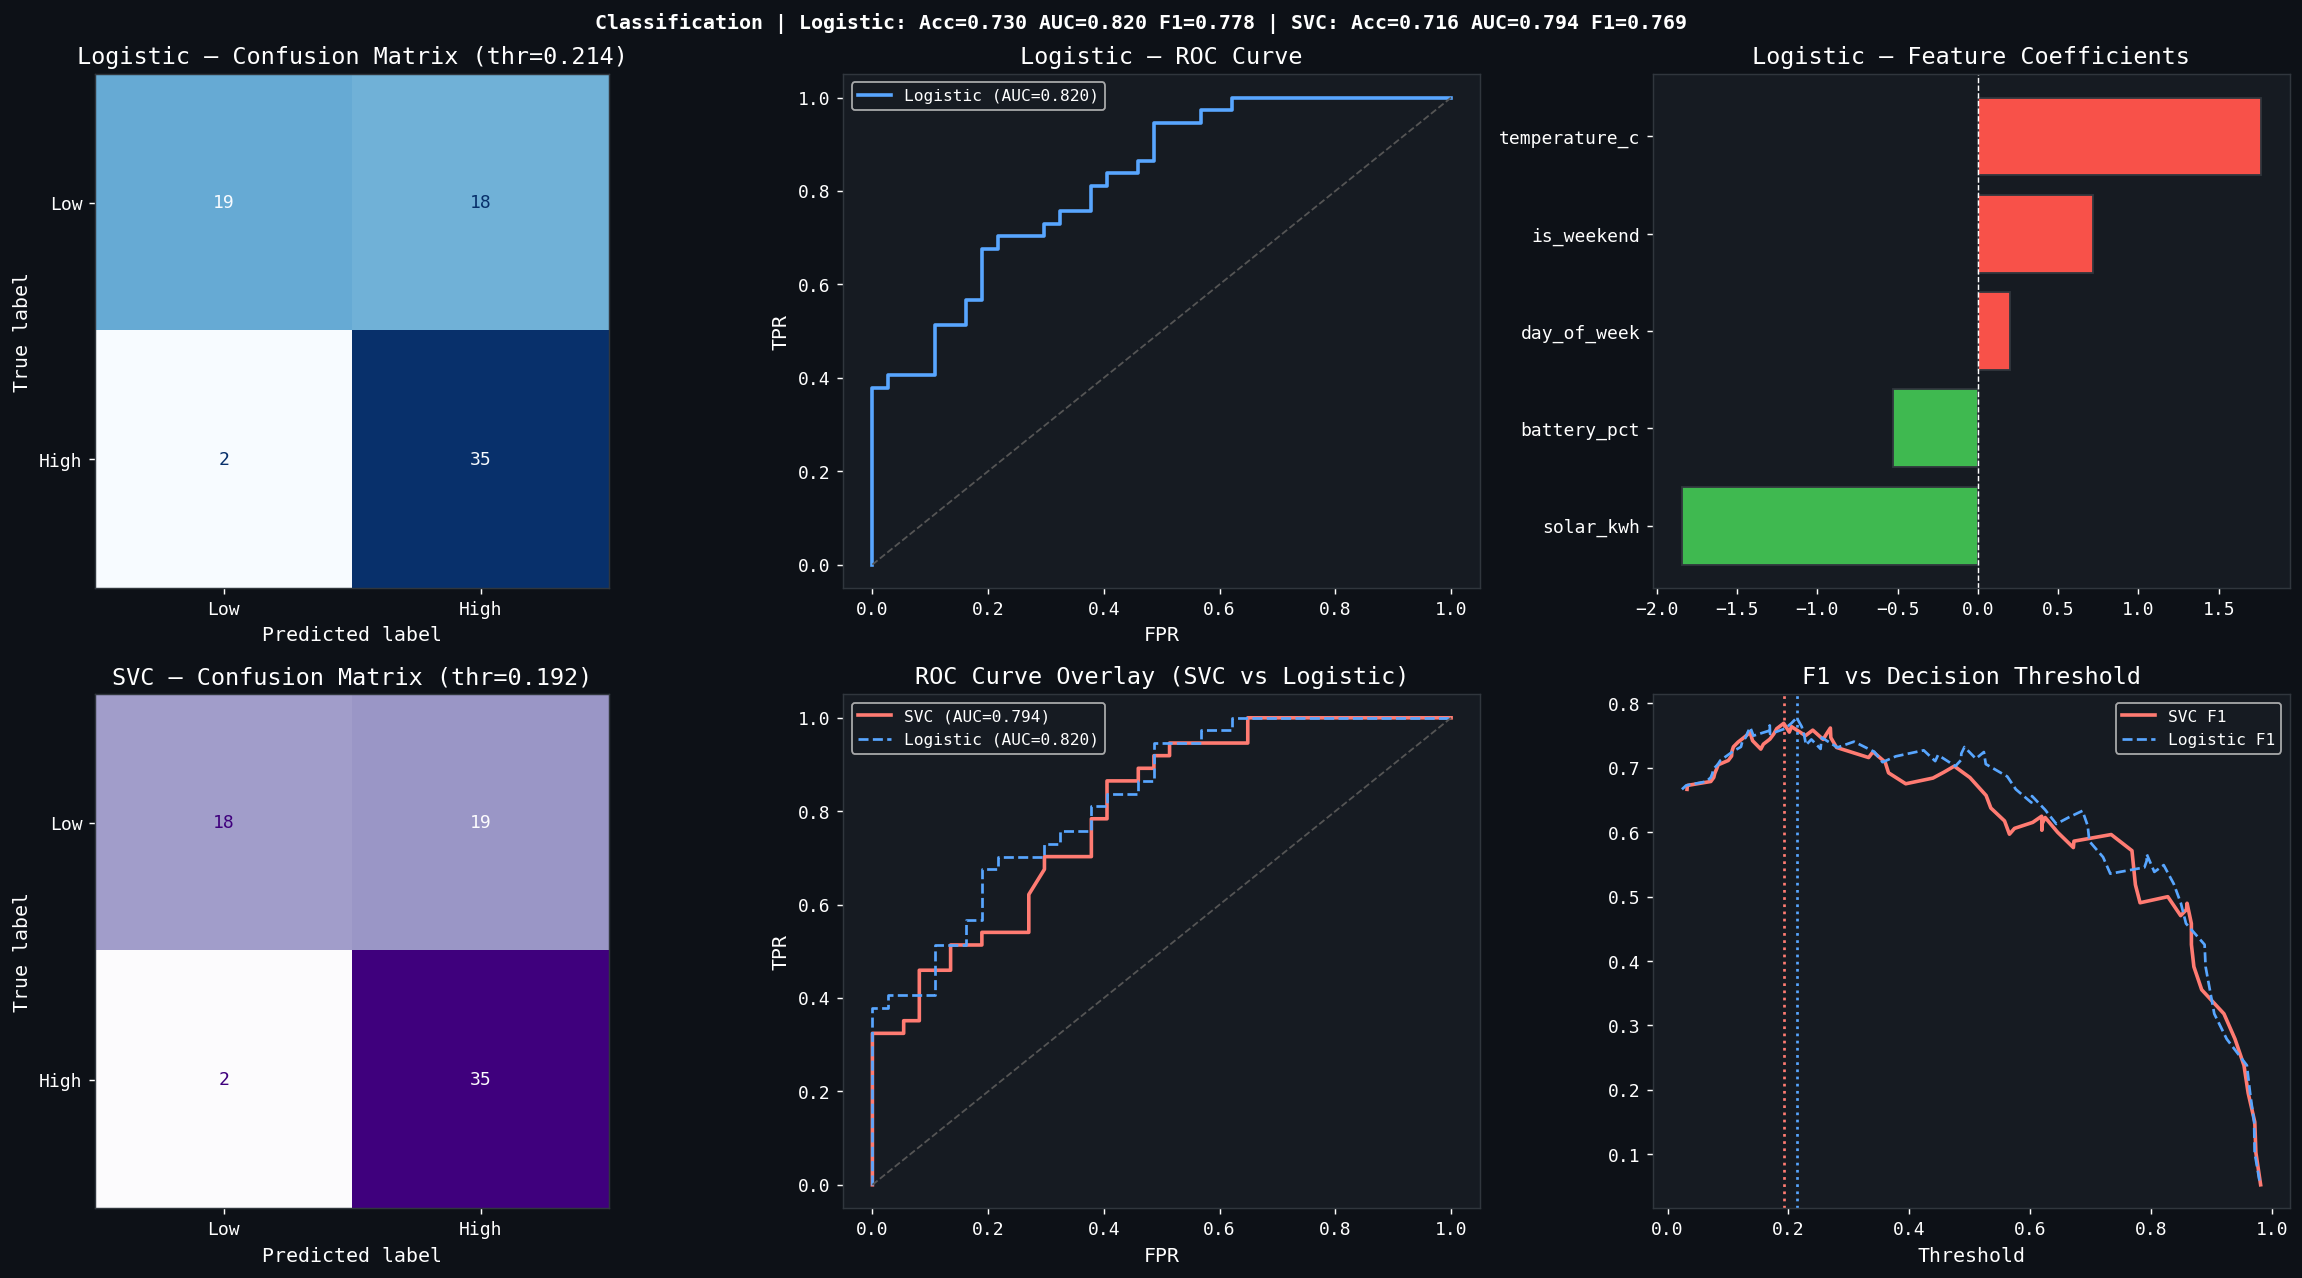 Classification | Logistic: Acc=0.730 AUC=0.820 F1=0.778 | SVC: Acc=0.716 AUC=0.794 F1=0.769
Logistic — Confusion Matrix (thr=0.214)
True label
Low
High
19
18
2
35
Low
High
Predicted label
Logistic — ROC Curve
Logistic (AUC=0.820)
TPR
1.0
0.8
0.6
0.4
0.2
0.0
0.0
0.2
0.4
0.6
0.8
1.0
FPR
Logistic — Feature Coefficients
temperature_c
is_weekend
day_of_week
battery_pct
solar_kwh
−2.0
−1.5
−1.0
−0.5
0.0
0.5
1.0
1.5
SVC — Confusion Matrix (thr=0.192)
True label
Low
High
18
19
2
35
Low
High
Predicted label
ROC Curve Overlay (SVC vs Logistic)
SVC (AUC=0.794)
Logistic (AUC=0.820)
TPR
1.0
0.8
0.6
0.4
0.2
0.0
0.0
0.2
0.4
0.6
0.8
1.0
FPR
F1 vs Decision Threshold
SVC F1
Logistic F1
0.8
0.7
0.6
0.5
0.4
0.3
0.2
0.1
0.0
0.2
0.4
0.6
0.8
1.0
Threshold